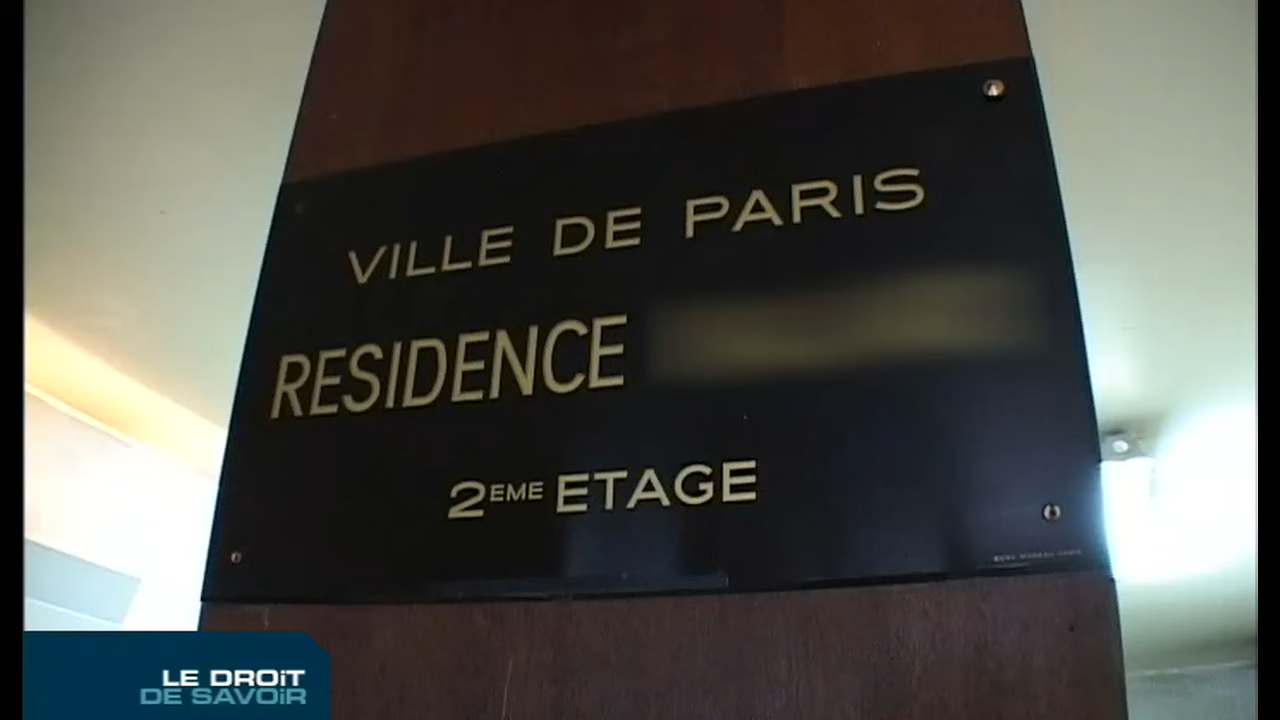 VILLE DE PARIS
RESIDENCE
2EME ETAGE
LE DROiT
DE SAVOiR